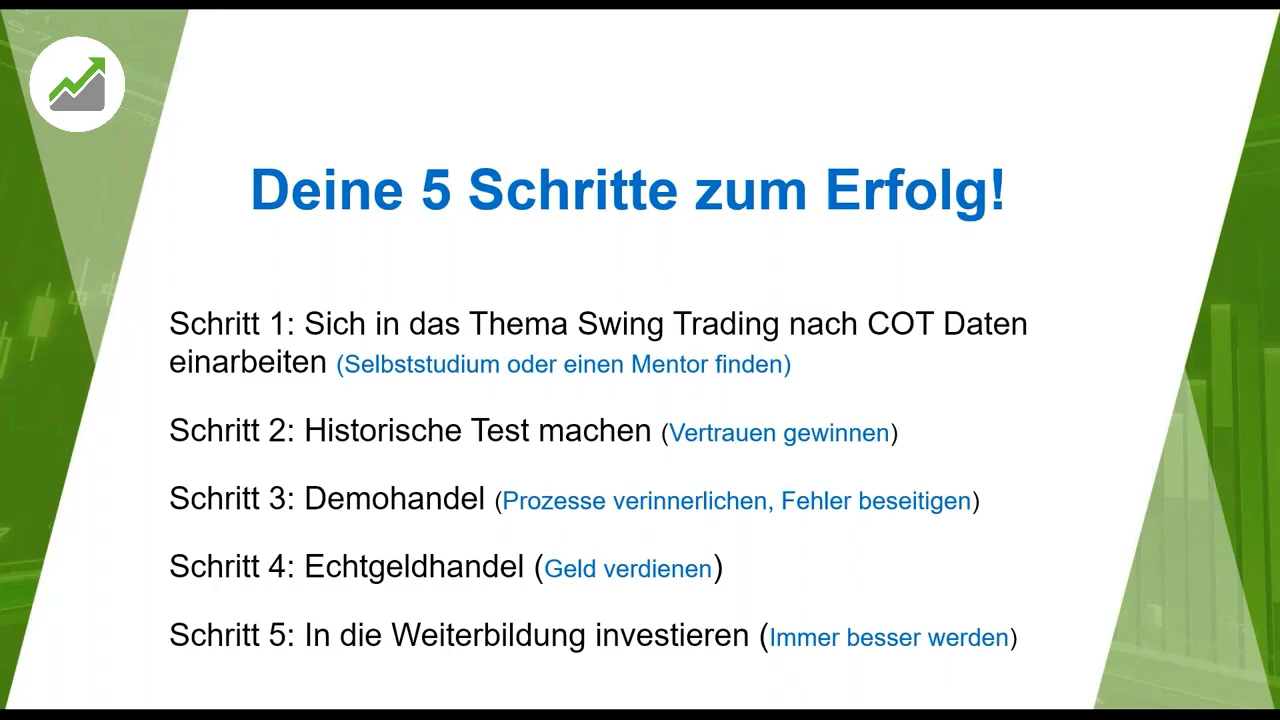 Deine 5 Schritte zum Erfolg!
Schritt 1: Sich in das Thema Swing Trading nach COT Daten
einarbeiten (Selbststudium oder einen Mentor finden)
Schritt 2: Historische Test machen (Vertrauen gewinnen)
Schritt 3: Demohandel (Prozesse verinnerlichen, Fehler beseitigen)
Schritt 4: Echtgeldhandel (Geld verdienen)
Schritt 5: In die Weiterbildung investieren (Immer besser werden)